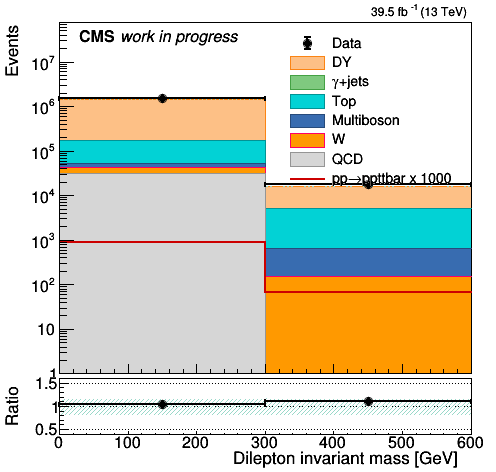 39.5 fb⁻¹ (13 TeV)
Events
CMS work in progress
Data
DY
γ+jets
Top
Multiboson
W
QCD
pp→ppttbar x 1000
10⁷
10⁶
10⁵
10⁴
10³
10²
10
1
Ratio
1.5
1
0.5
0 100 200 300 400 500 600
Dilepton invariant mass [GeV]